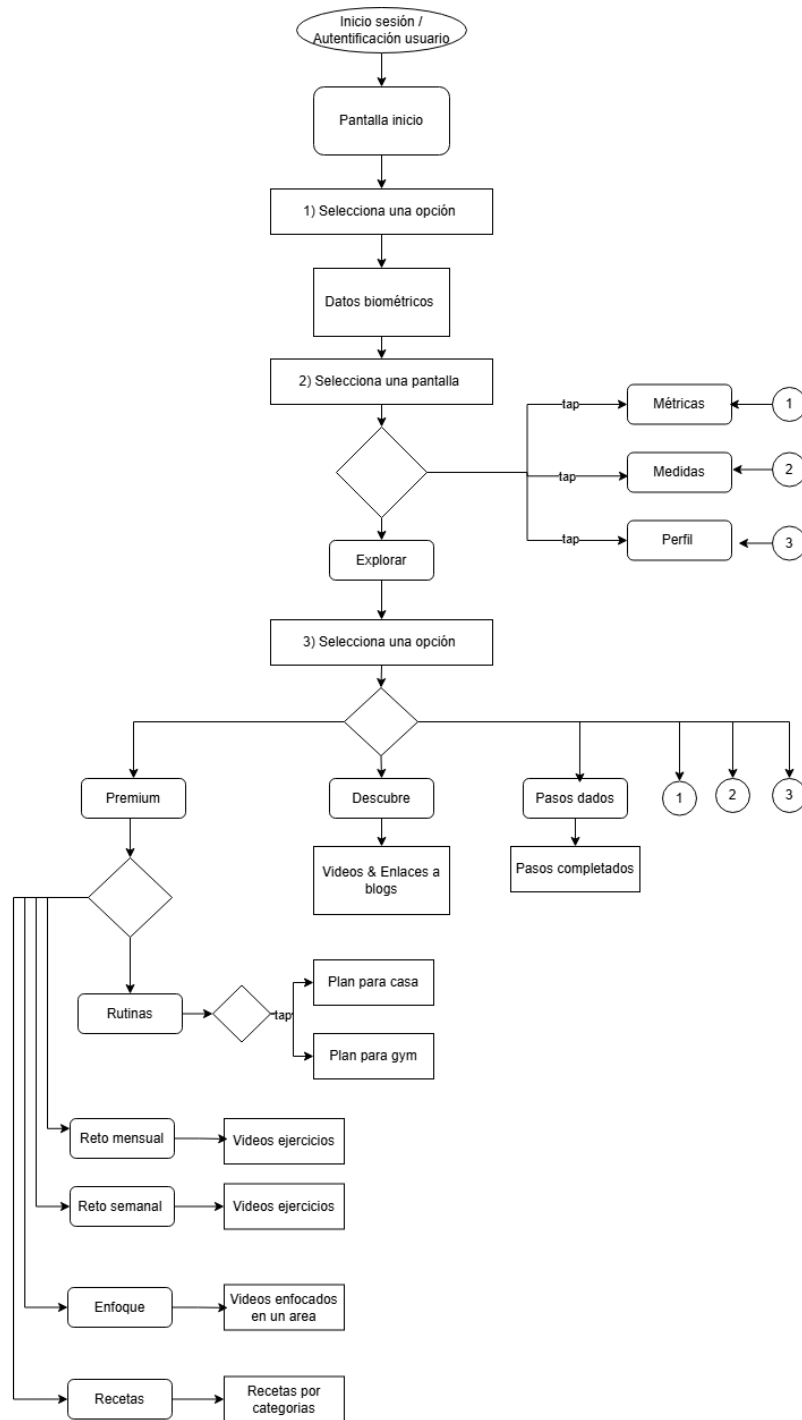 Inicio sesión /
Autentificación usuario
Pantalla inicio
1) Selecciona una opción
Datos biométricos
2) Selecciona una pantalla
tap
Métricas
1
tap
Medidas
2
tap
Perfil
3
Explorar
3) Selecciona una opción
Premium
Descubre
Pasos dados
1
2
3
Videos & Enlaces a
blogs
Pasos completados
Rutinas
tap
Plan para casa
Plan para gym
Reto mensual
Videos ejercicios
Reto semanal
Videos ejercicios
Enfoque
Videos enfocados
en un area
Recetas
Recetas por
categorias